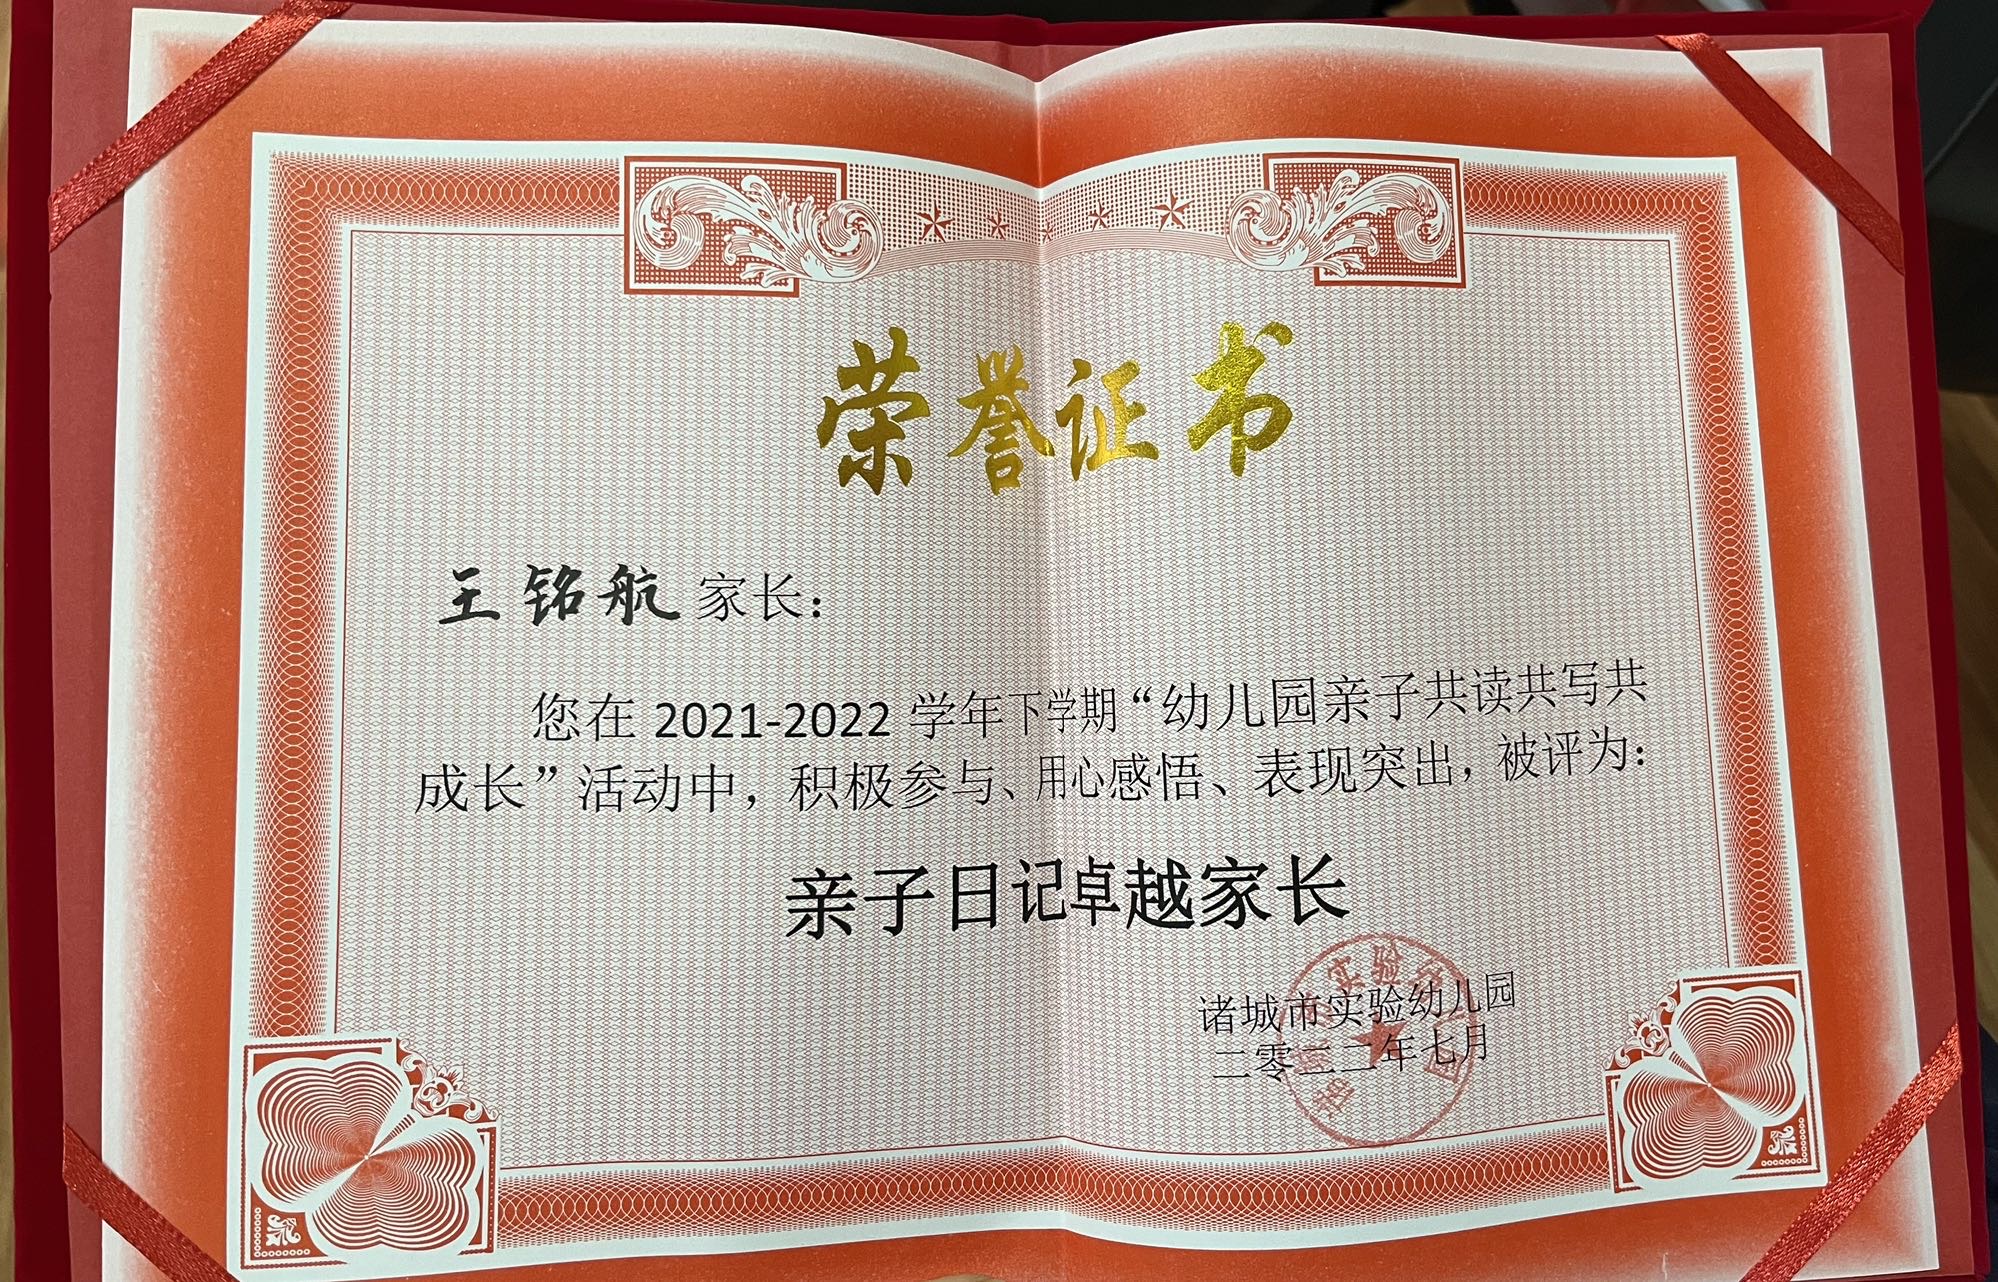 荣誉证书
王铭航家长：
您在 2021-2022 学年下学期“幼儿园亲子共读共写共
成长”活动中，积极参与、用心感悟、表现突出，被评为：
亲子日记卓越家长
诸城市实验幼儿园
二零二二年七月